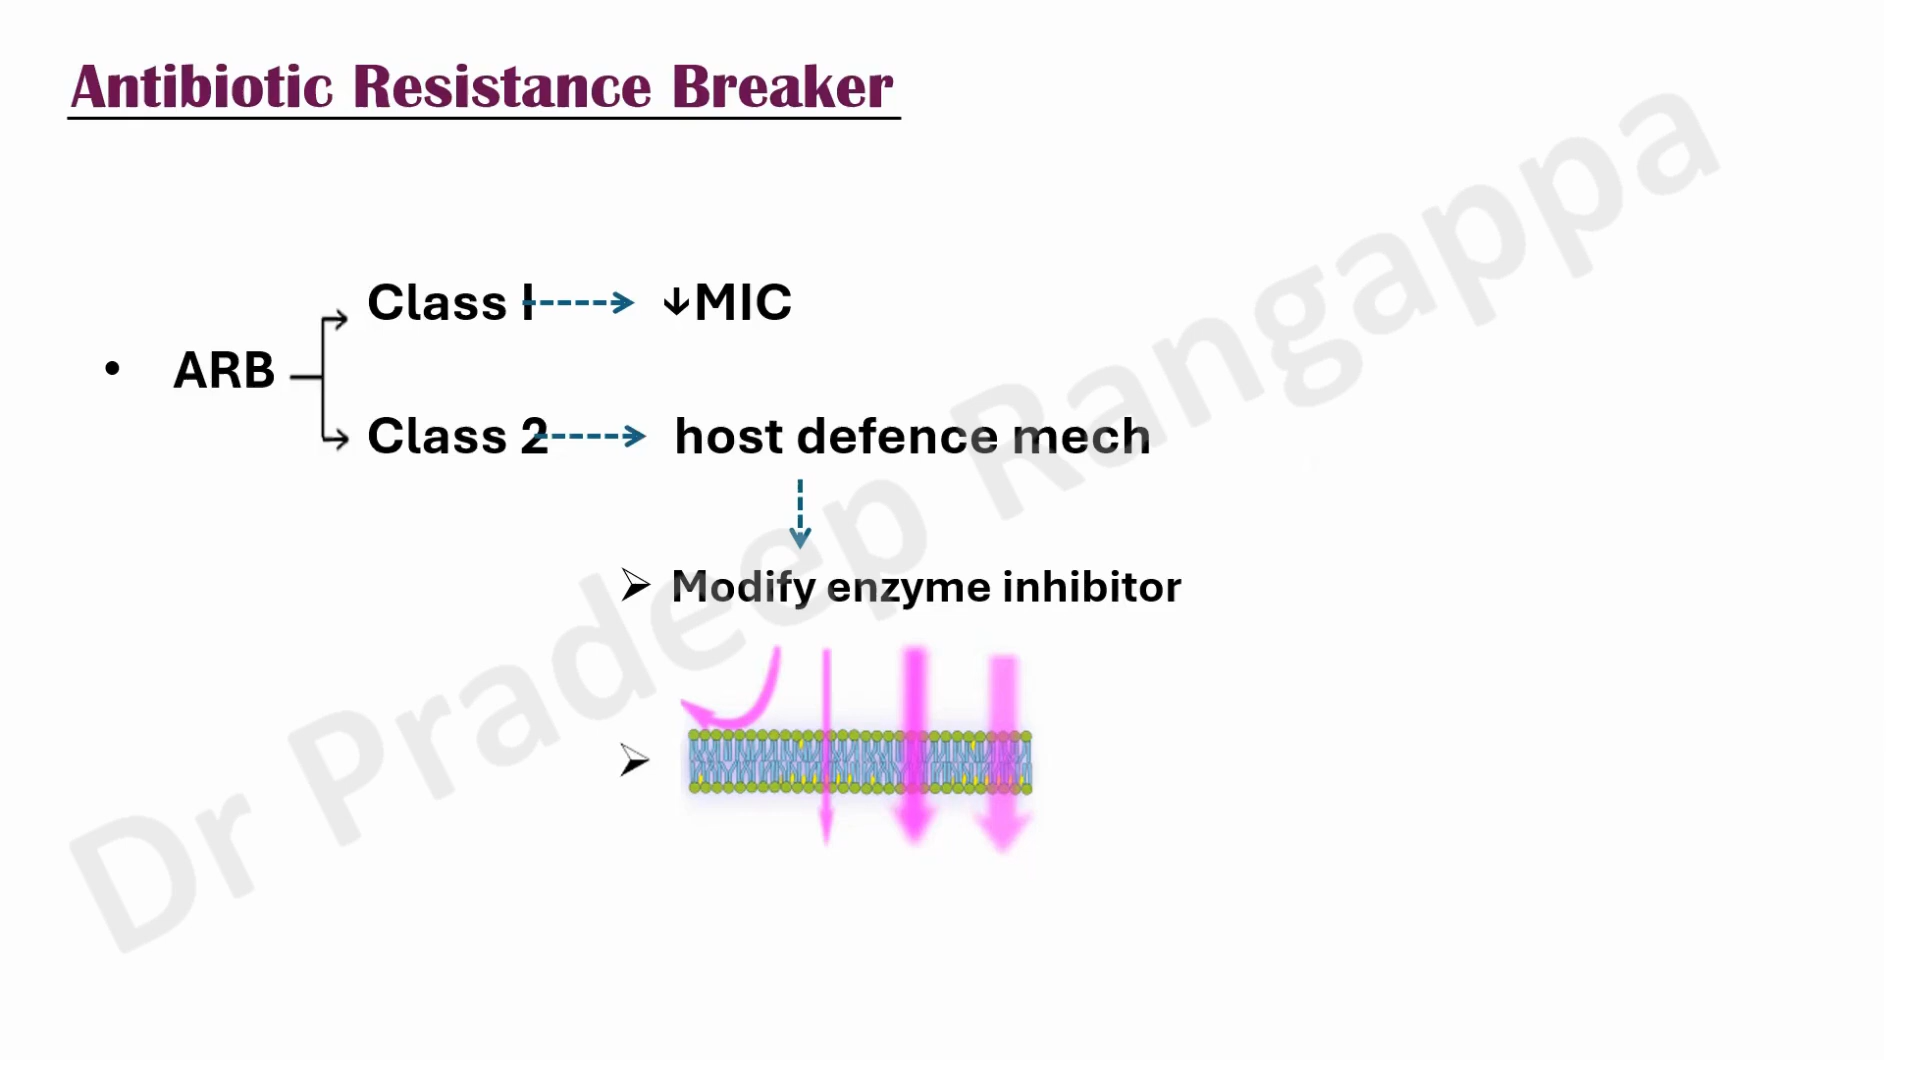 Antibiotic Resistance Breaker
Class I
↓MIC
• ARB
Class 2
host defence mech
➢ Modify enzyme inhibitor
➢
Dr Pradeep Rangappa